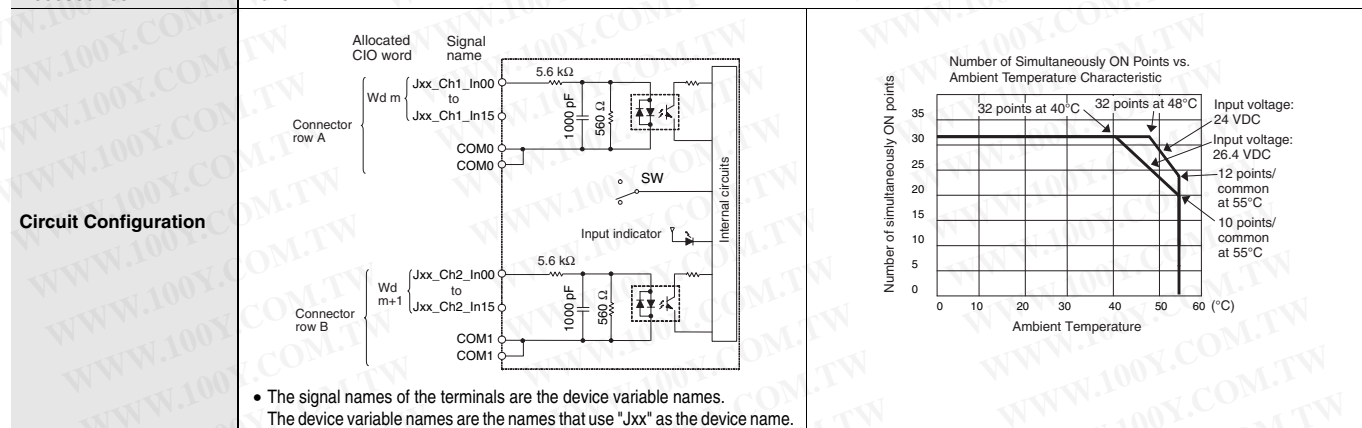 Circuit Configuration
Allocated
CIO word
Signal
name
Connector
row A
Wd m
Jxx_Ch1_In00
to
Jxx_Ch1_In15
COM0
COM0
5.6 kΩ
1000 pF
560 Ω
SW
Input indicator
Internal circuits
Connector
row B
Wd
m+1
Jxx_Ch2_In00
to
Jxx_Ch2_In15
COM1
COM1
5.6 kΩ
1000 pF
560 Ω
• The signal names of the terminals are the device variable names.
The device variable names are the names that use "Jxx" as the device name.
Number of Simultaneously ON Points vs.
Ambient Temperature Characteristic
Number of simultaneously ON points
35
30
25
20
15
10
5
0
32 points at 40°C
32 points at 48°C
Input voltage:
24 VDC
Input voltage:
26.4 VDC
12 points/
common
at 55°C
10 points/
common
at 55°C
0 10 20 30 40 50 60 (°C)
Ambient Temperature
WWW.100Y.COM.TW